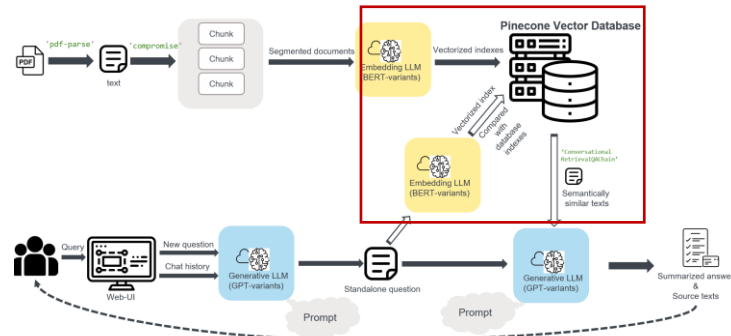 Pinecone Vector Database
'pdf-parse'
'compromise'
PDF
text
Chunk
Chunk
Chunk
Segmented documents
Embedding LLM
(BERT-variants)
Vectorized indexes
Vectorized index
Compared
with
database
indexes
Embedding LLM
(BERT-variants)
'Conversational
RetrievalQAChain'
Semantically
similar texts
Query
Web-UI
New question
Chat history
Generative LLM
(GPT-variants)
Prompt
Standalone question
Generative LLM
(GPT-variants)
Prompt
Summarized answe
&
Source texts